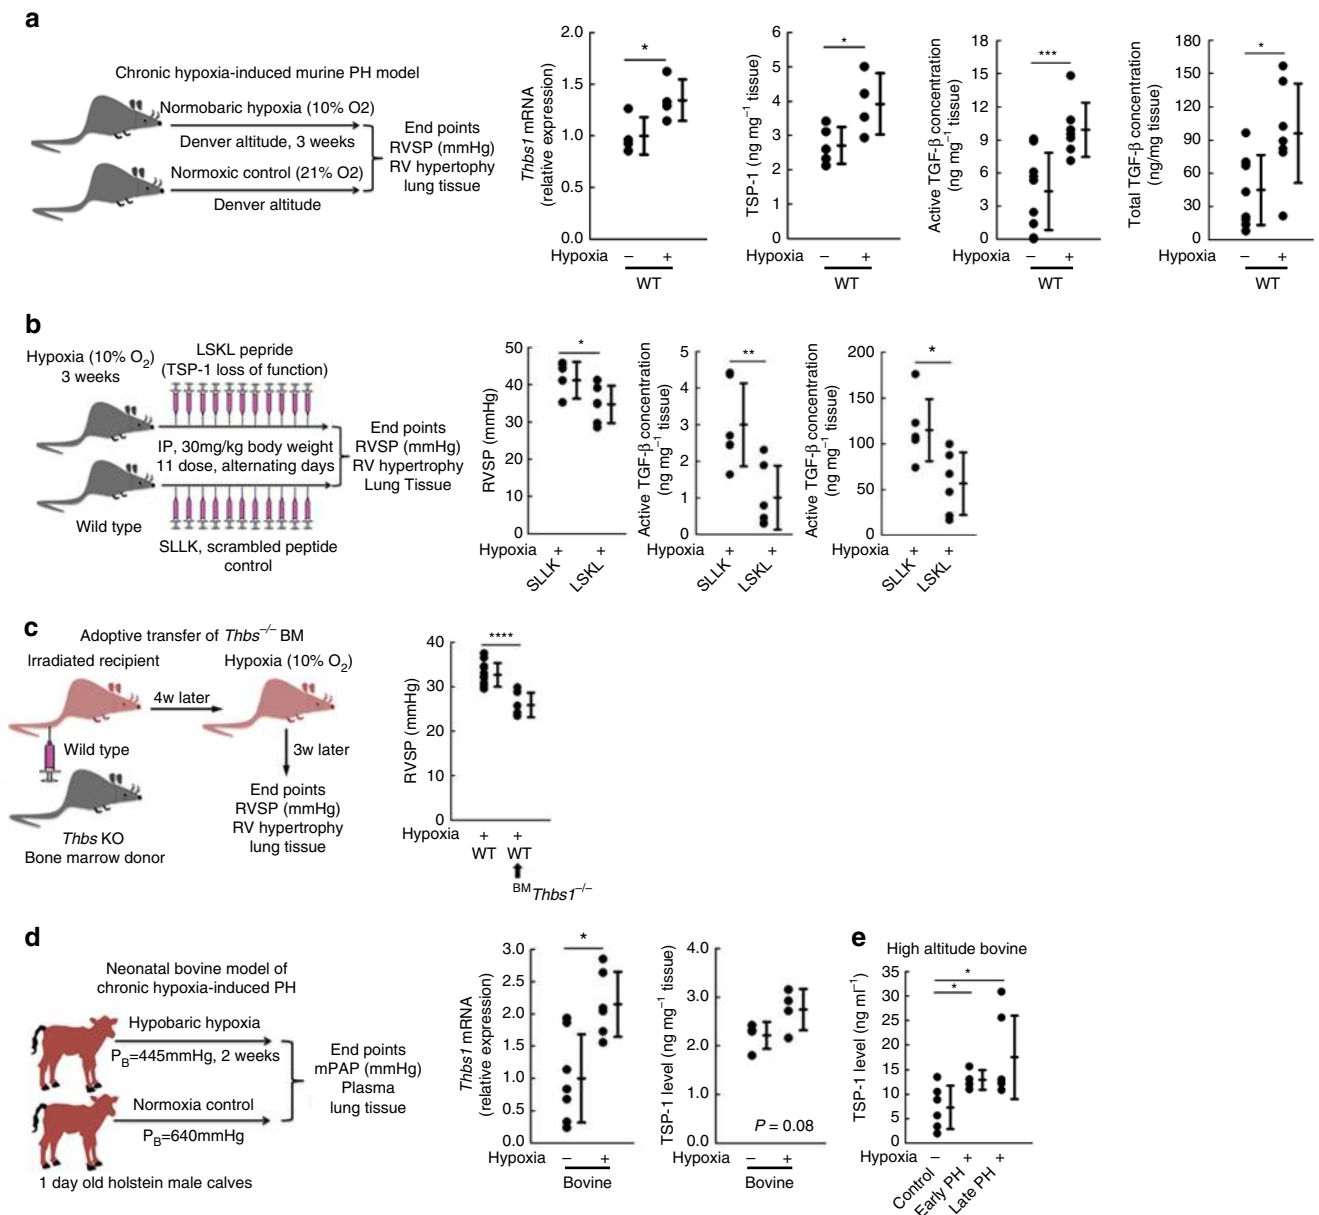 a
Chronic hypoxia-induced murine PH model
Normobaric hypoxia (10% O2)
Denver altitude, 3 weeks
Normoxic control (21% O2)
Denver altitude
End points
RVSP (mmHg)
RV hypertophy
lung tissue
Thbs1 mRNA
(relative expression)
2.0
1.5
1.0
0.5
0.0
*
Hypoxia – +
WT
TSP-1 (ng mg⁻¹ tissue)
6
5
4
3
2
1
0
*
Hypoxia – +
WT
Active TGF-β concentration
(ng mg⁻¹ tissue)
18
15
12
9
6
3
0
***
Hypoxia – +
WT
Total TGF-β concentration
(ng/mg tissue)
180
150
120
90
60
30
0
*
Hypoxia – +
WT
b
Hypoxia (10% O₂)
3 weeks
LSKL pepride
(TSP-1 loss of function)
IP, 30mg/kg body weight
11 dose, alternating days
Wild type
SLLK, scrambled peptide
control
End points
RVSP (mmHg)
RV hypertrophy
Lung Tissue
RVSP (mmHg)
50
40
30
20
10
0
*
Hypoxia + +
SLLK LSKL
Active TGF-β concentration
(ng mg⁻¹ tissue)
5
4
3
2
1
0
**
Hypoxia + +
SLLK LSKL
Active TGF-β concentration
(ng mg⁻¹ tissue)
200
150
100
50
0
*
Hypoxia + +
SLLK LSKL
c
Adoptive transfer of Thbs⁻/⁻ BM
Irradiated recipient
Hypoxia (10% O₂)
4w later
Wild type
3w later
Thbs KO
Bone marrow donor
End points
RVSP (mmHg)
RV hypertrophy
lung tissue
RVSP (mmHg)
40
30
20
10
0
****
Hypoxia + +
WT WT
ᴮᴹThbs1⁻/⁻
d
Neonatal bovine model of
chronic hypoxia-induced PH
Hypobaric hypoxia
P_B=445mmHg, 2 weeks
Normoxia control
P_B=640mmHg
1 day old holstein male calves
End points
mPAP (mmHg)
Plasma
lung tissue
Thbs1 mRNA
(relative expression)
3.0
2.5
2.0
1.5
1.0
0.5
0.0
*
Hypoxia – +
Bovine
TSP-1 level (ng mg⁻¹ tissue)
4.0
3.0
2.0
1.0
0.0
P = 0.08
Hypoxia – +
Bovine
e
High altitude bovine
TSP-1 level (ng ml⁻¹)
35
30
25
20
15
10
5
0
*
*
Hypoxia – + +
Control Early PH Late PH